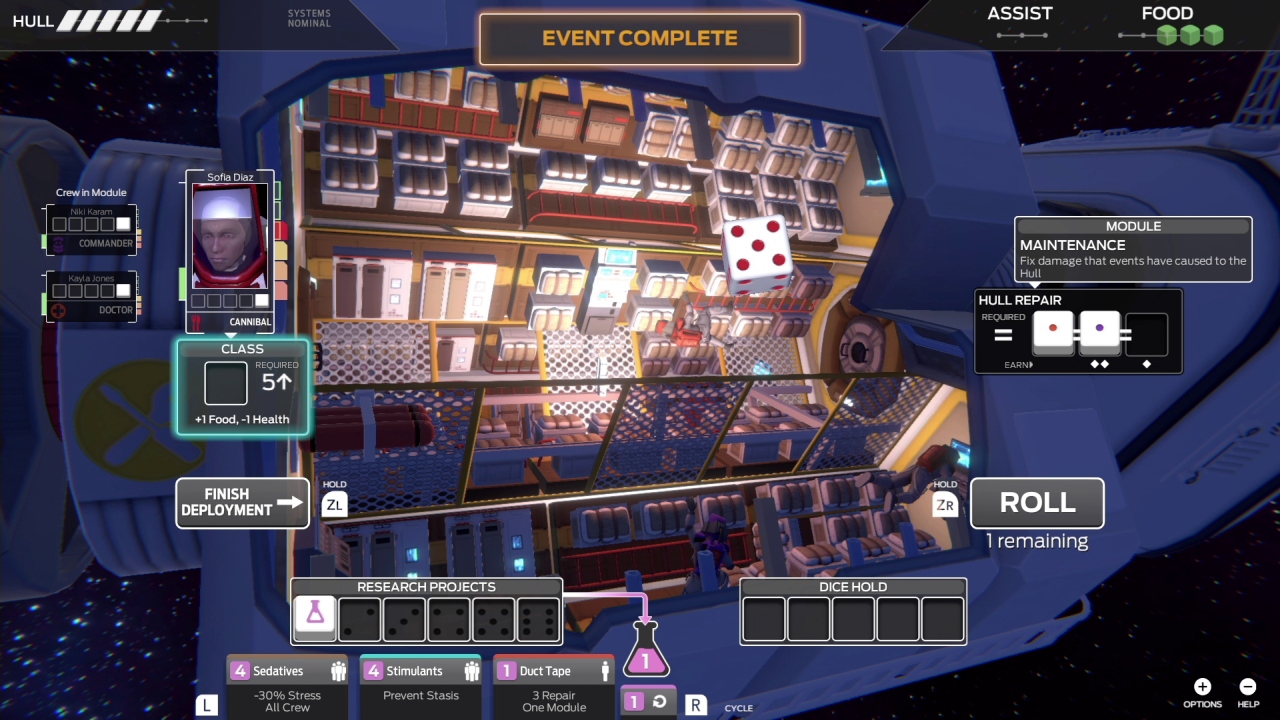 HULL
SYSTEMS
NOMINAL
EVENT COMPLETE
ASSIST
FOOD
Crew in Module
Niki Karam
COMMANDER
Kayla Jones
DOCTOR
Sofia Diaz
CANNIBAL
CLASS
REQUIRED
5↑
+1 Food, -1 Health
MODULE
MAINTENANCE
Fix damage that events have caused to the
Hull
HULL REPAIR
REQUIRED
=
EARN
FINISH
DEPLOYMENT
HOLD
ZL
HOLD
ZR
ROLL
1 remaining
RESEARCH PROJECTS
DICE HOLD
1
4 Sedatives
-30% Stress
All Crew
4 Stimulants
Prevent Stasis
1 Duct Tape
3 Repair
One Module
1
L
R
CYCLE
+
OPTIONS
−
HELP